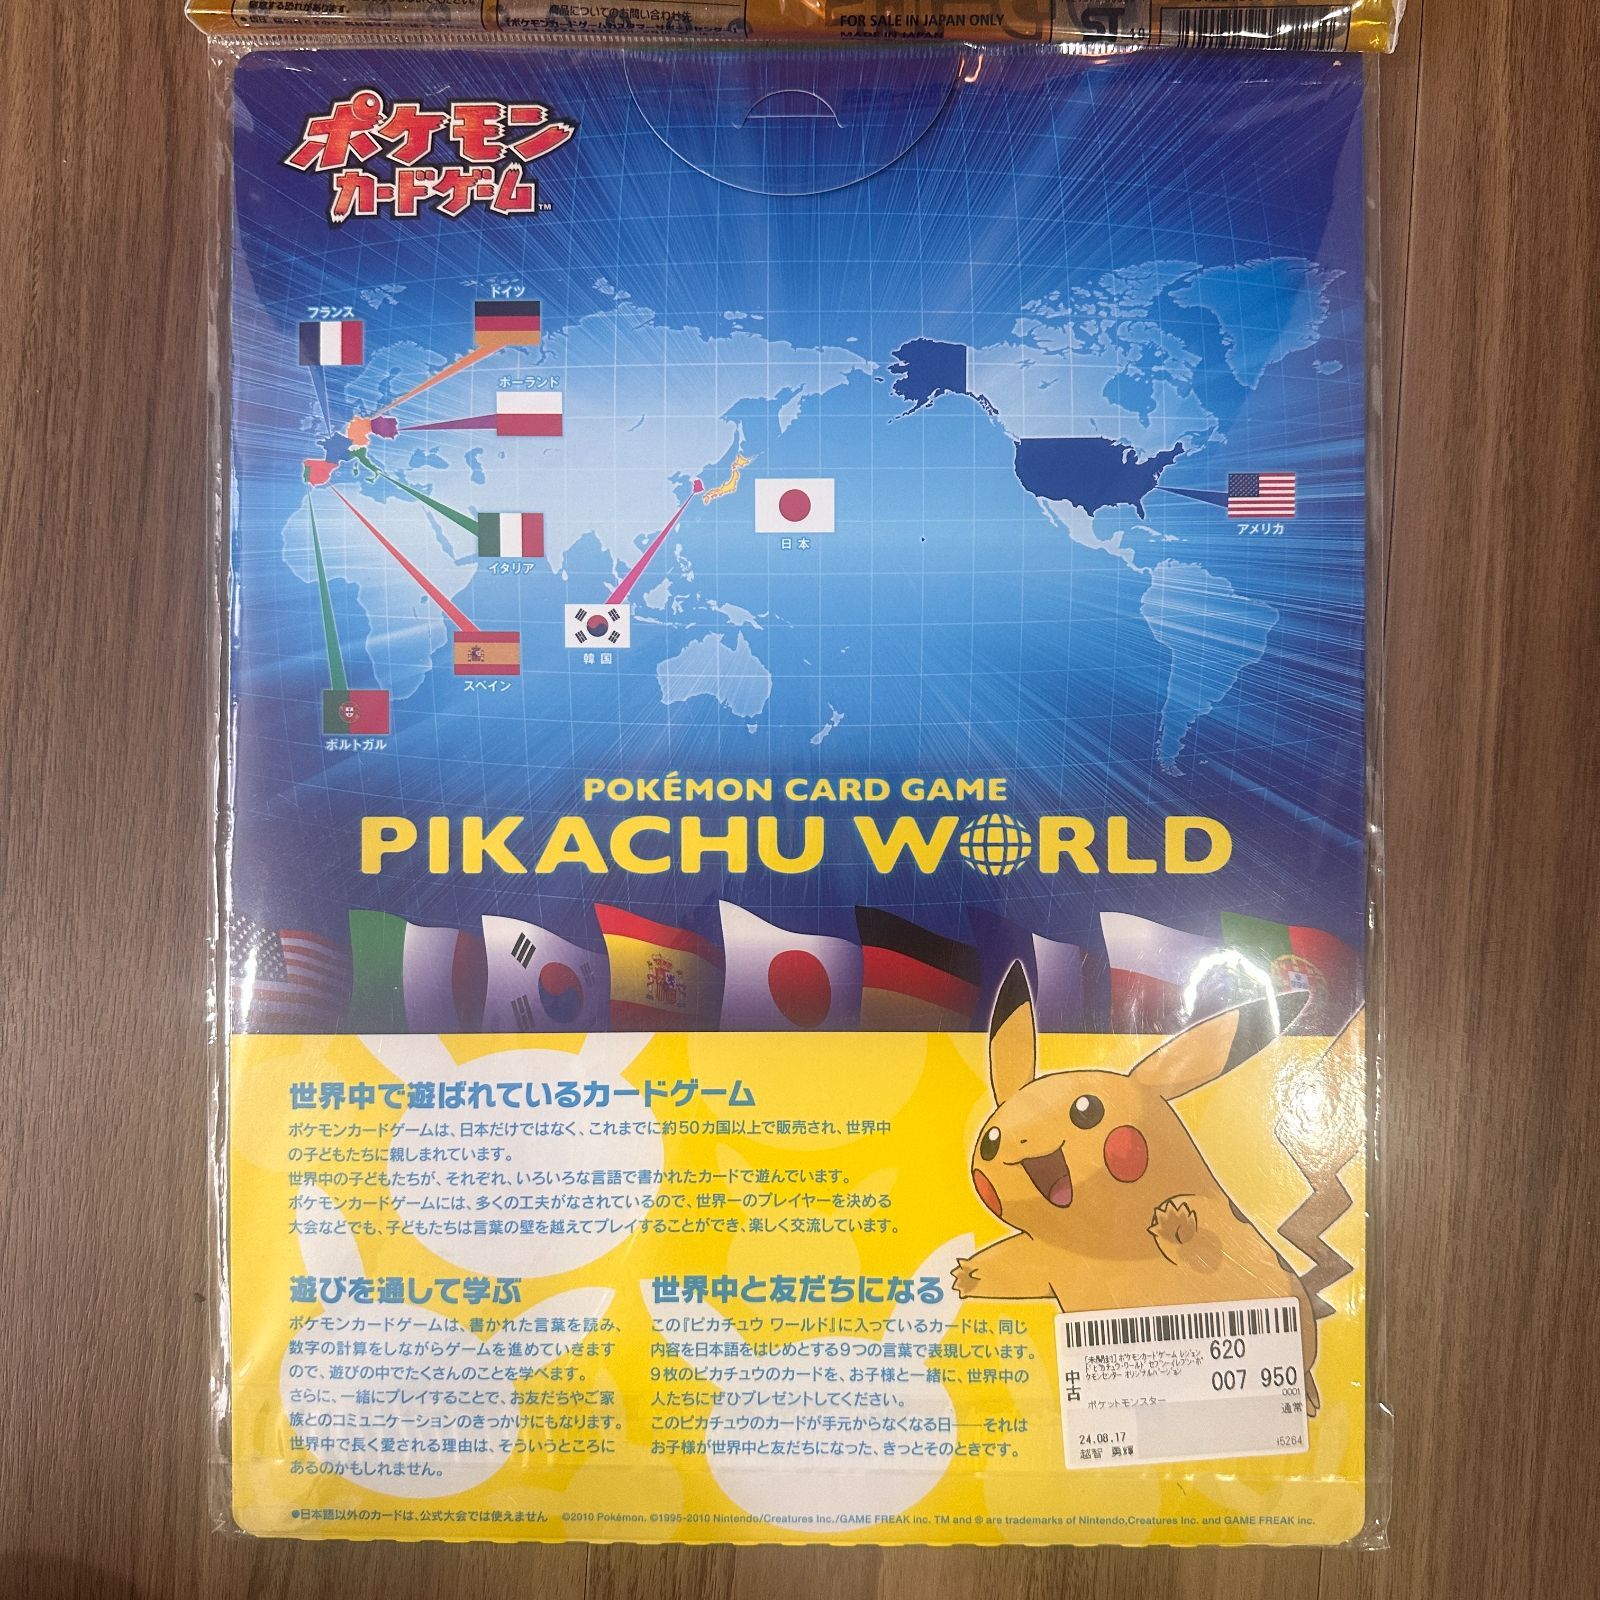 商品についてのお問い合わせ先
FOR SALE IN JAPAN ONLY
MADE IN JAPAN
ST
ポケモン
カードゲーム™
フランス
ドイツ
ポーランド
イタリア
日本
アメリカ
韓国
スペイン
ポルトガル
POKÉMON CARD GAME
PIKACHU WORLD
世界中で遊ばれているカードゲーム
ポケモンカードゲームは、日本だけではなく、これまでに約50カ国以上で販売され、世界中
の子どもたちに親しまれています。
世界中の子どもたちが、それぞれ、いろいろな言語で書かれたカードで遊んでいます。
ポケモンカードゲームには、多くの工夫がなされているので、世界一のプレイヤーを決める
大会などでも、子どもたちは言葉の壁を越えてプレイすることができ、楽しく交流しています。
遊びを通して学ぶ
ポケモンカードゲームは、書かれた言葉を読み、
数字の計算をしながらゲームを進めていきます
ので、遊びの中でたくさんのことを学べます。
さらに、一緒にプレイすることで、お友だちやご家
族とのコミュニケーションのきっかけにもなります。
世界中で長く愛される理由は、そういうところに
あるのかもしれません。
世界中と友だちになる
この『ピカチュウ ワールド』に入っているカードは、同じ
内容を日本語をはじめとする9つの言葉で表現しています。
9枚のピカチュウのカードを、お子様と一緒に、世界中の
人たちにぜひプレゼントしてください。
このピカチュウのカードが手元からなくなる日——それは
お子様が世界中と友だちになった、きっとそのときです。
620
007 950
0001
中古
ポケットモンスター
通常
24.08.17
i5264
越智 勇輝
●日本語以外のカードは、公式大会では使えません
©2010 Pokémon. ©1995-2010 Nintendo/Creatures Inc./GAME FREAK inc. TM and ® are trademarks of Nintendo,Creatures Inc. and GAME FREAK inc.